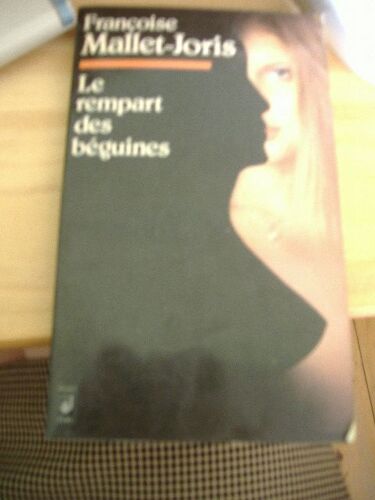 Françoise
Mallet-Joris
Le
rempart
des
béguines